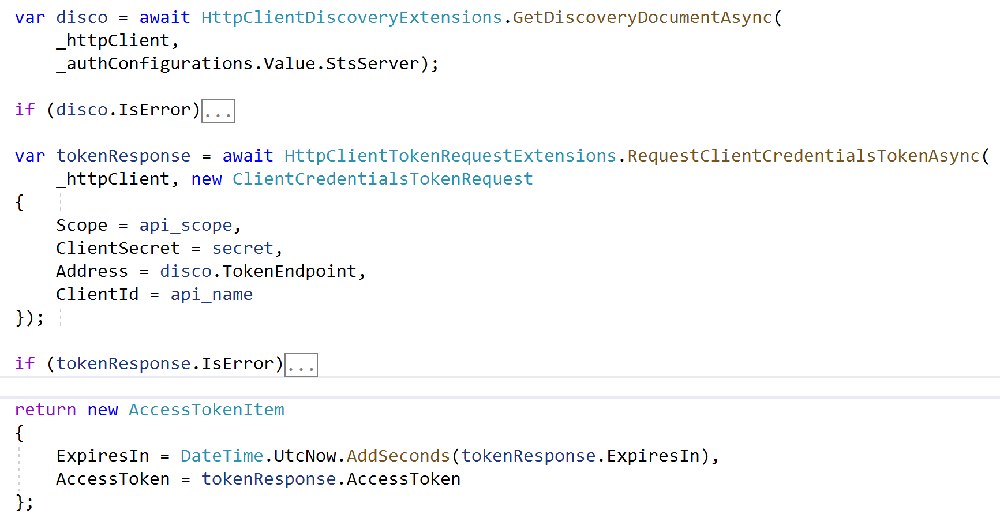 var disco = await HttpClientDiscoveryExtensions.GetDiscoveryDocumentAsync(
    _httpClient,
    _authConfigurations.Value.StsServer);

if (disco.IsError)...

var tokenResponse = await HttpClientTokenRequestExtensions.RequestClientCredentialsTokenAsync(
    _httpClient, new ClientCredentialsTokenRequest
{
    Scope = api_scope,
    ClientSecret = secret,
    Address = disco.TokenEndpoint,
    ClientId = api_name
});

if (tokenResponse.IsError)...

return new AccessTokenItem
{
    ExpiresIn = DateTime.UtcNow.AddSeconds(tokenResponse.ExpiresIn),
    AccessToken = tokenResponse.AccessToken
};